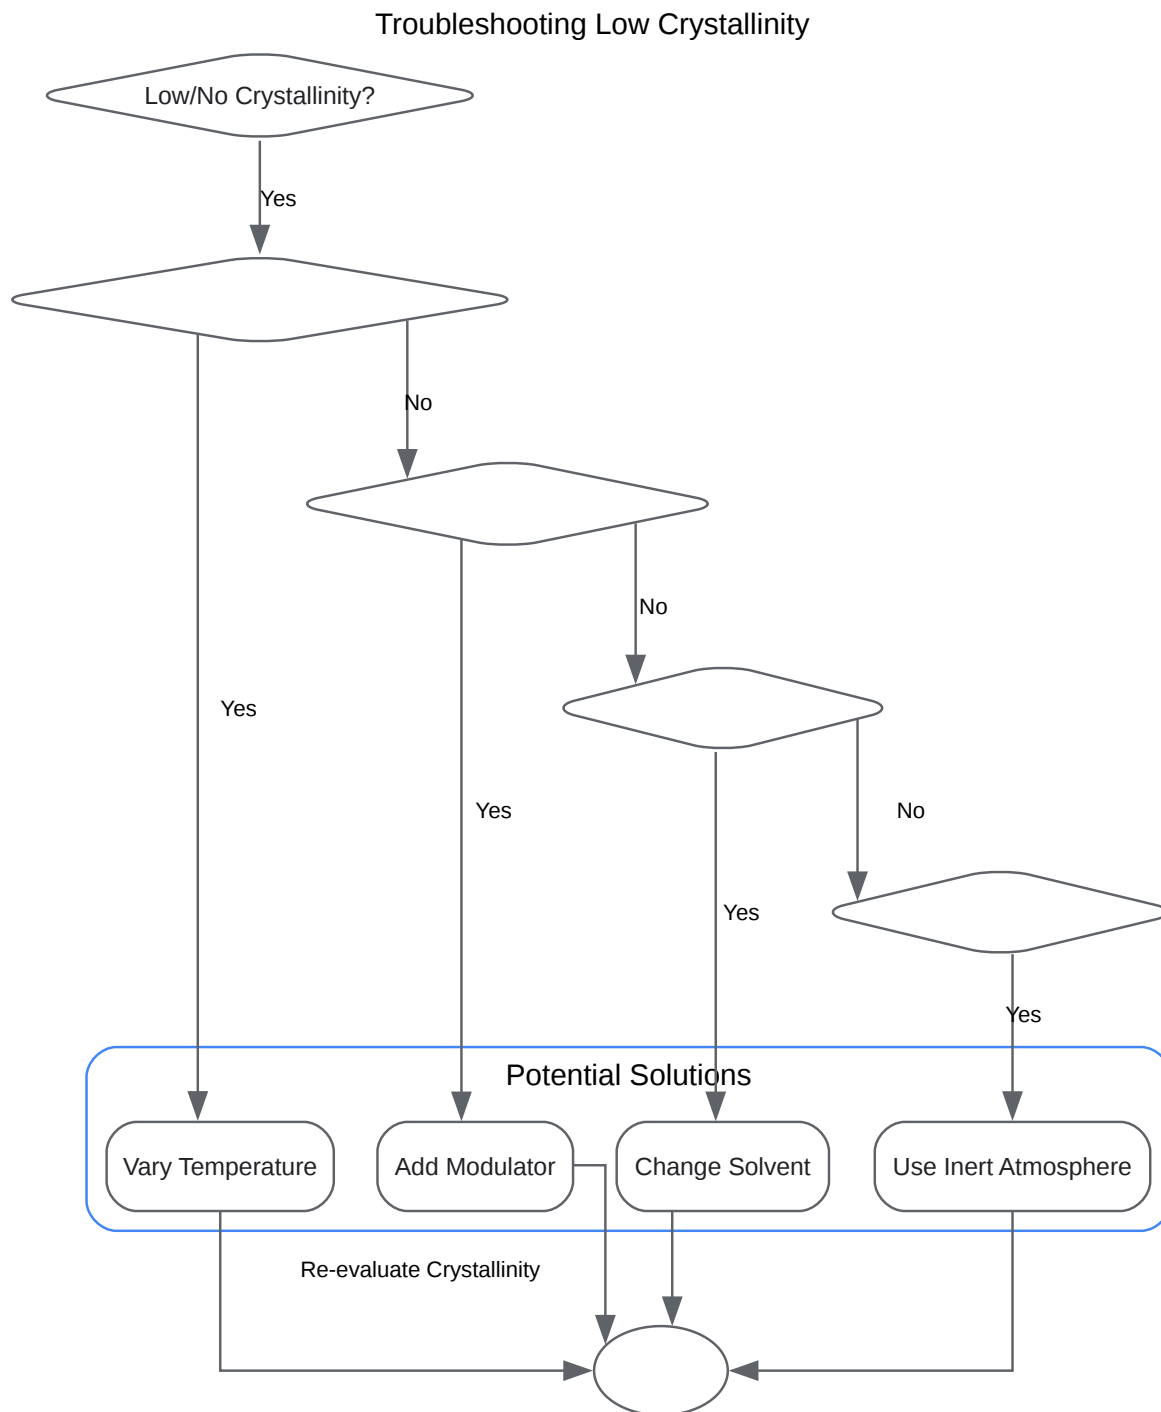 Troubleshooting Low Crystallinity
Low/No Crystallinity?
Yes
No
No
Yes
Yes
No
Yes
Yes
Potential Solutions
Vary Temperature
Add Modulator
Change Solvent
Use Inert Atmosphere
Re-evaluate Crystallinity